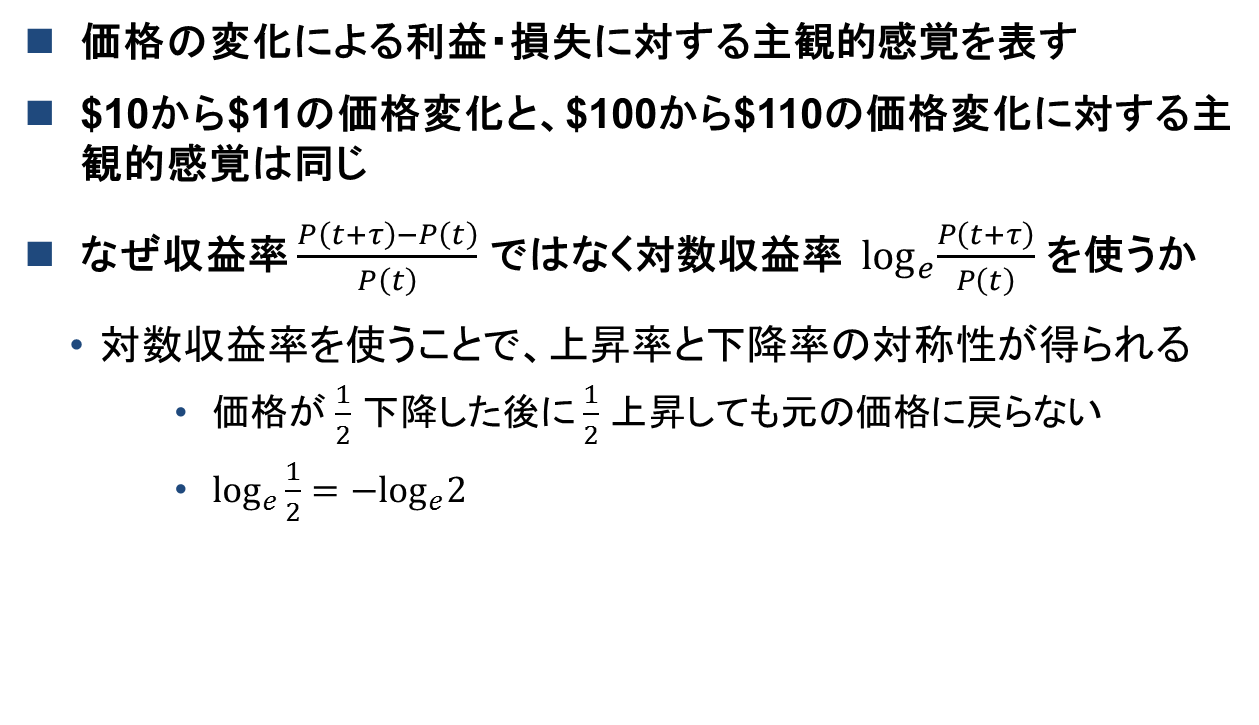 ■ 価格の変化による利益・損失に対する主観的感覚を表す
■ $10から$11の価格変化と、$100から$110の価格変化に対する主
観的感覚は同じ
■ なぜ収益率 \frac{P(t+τ)−P(t)}{P(t)} ではなく対数収益率 log_e \frac{P(t+τ)}{P(t)} を使うか
• 対数収益率を使うことで、上昇率と下降率の対称性が得られる
• 価格が \frac{1}{2} 下降した後に \frac{1}{2} 上昇しても元の価格に戻らない
• log_e \frac{1}{2} = −log_e 2